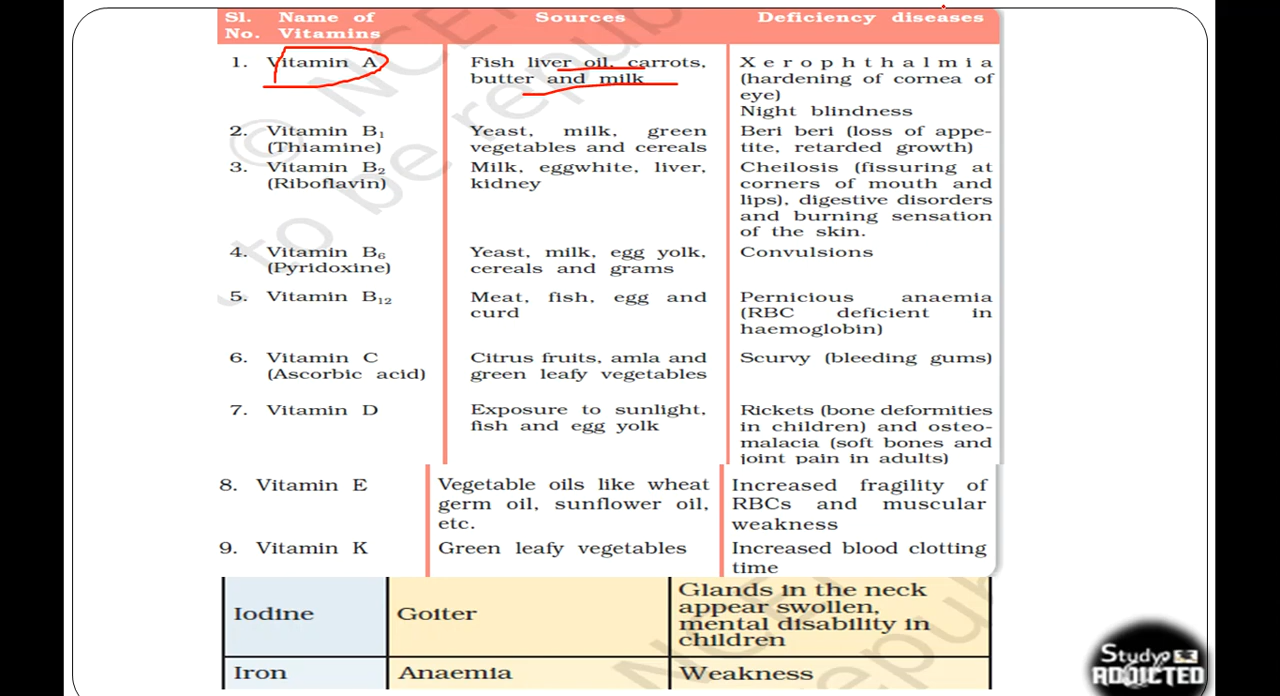 Sl. Name of Sources Deficiency diseases
No. Vitamins
1. Vitamin A Fish liver oil, carrots, Xerophthalmia
butter and milk (hardening of cornea of
eye)
Night blindness
2. Vitamin B1 Yeast, milk, green Beri beri (loss of appe-
(Thiamine) vegetables and cereals tite, retarded growth)
3. Vitamin B2 Milk, eggwhite, liver, Cheilosis (fissuring at
(Riboflavin) kidney corners of mouth and
lips), digestive disorders
and burning sensation
of the skin.
4. Vitamin B6 Yeast, milk, egg yolk, Convulsions
(Pyridoxine) cereals and grams
5. Vitamin B12 Meat, fish, egg and Pernicious anaemia
curd (RBC deficient in
haemoglobin)
6. Vitamin C Citrus fruits, amla and Scurvy (bleeding gums)
(Ascorbic acid) green leafy vegetables
7. Vitamin D Exposure to sunlight, Rickets (bone deformities
fish and egg yolk in children) and osteo-
malacia (soft bones and
joint pain in adults)
8. Vitamin E Vegetable oils like wheat Increased fragility of
germ oil, sunflower oil, RBCs and muscular
etc. weakness
9. Vitamin K Green leafy vegetables Increased blood clotting
time
Iodine Goiter Glands in the neck
appear swollen,
mental disability in
children
Iron Anaemia Weakness
© NCE
to be repub
Study
ADDICTED